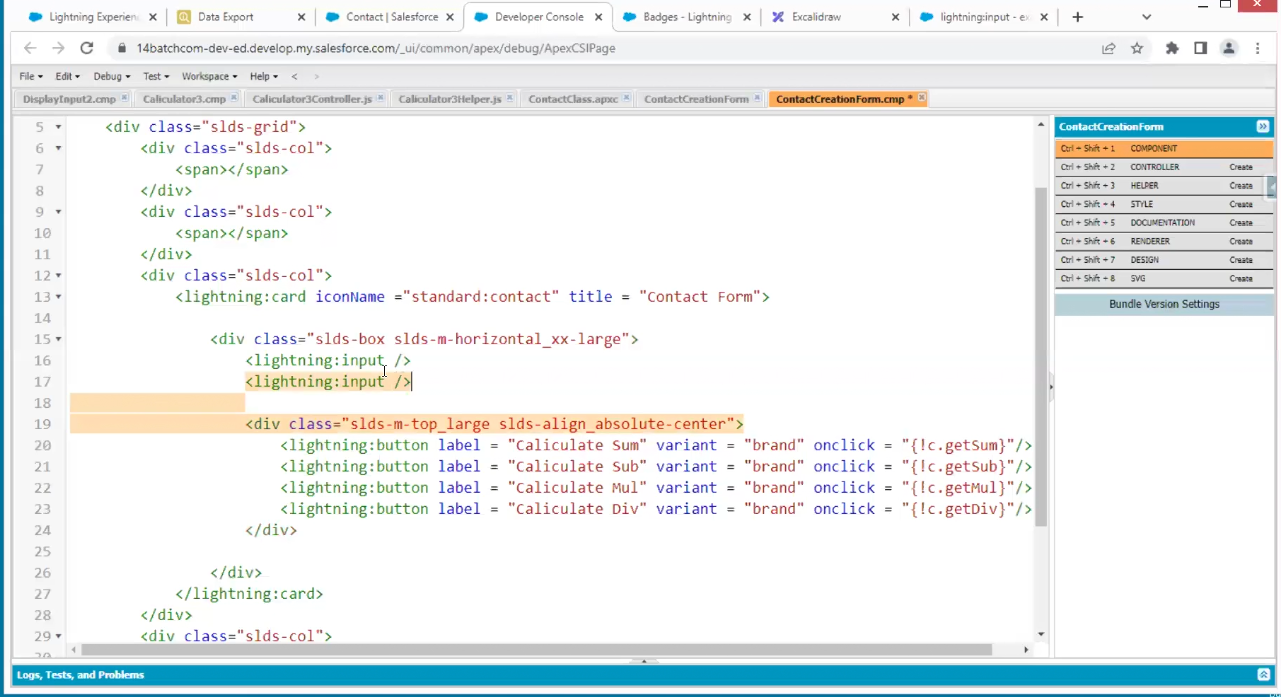 Lightning Experien
Data Export
Contact | Salesforce
Developer Console
Badges - Lightning
Excalidraw
lightning:input - ex
14batchcom-dev-ed.develop.my.salesforce.com/_ui/common/apex/debug/ApexCSIPage
File Edit Debug Test Workspace Help < >
DisplayInput2.cmp Caliculator3.cmp Caliculator3Controller.js Caliculator3Helper.js ContactClass.apxc ContactCreationForm ContactCreationForm.cmp *
5 <div class="slds-grid">
6 <div class="slds-col">
7 <span></span>
8 </div>
9 <div class="slds-col">
10 <span></span>
11 </div>
12 <div class="slds-col">
13 <lightning:card iconName ="standard:contact" title = "Contact Form">
14
15 <div class="slds-box slds-m-horizontal_xx-large">
16 <lightning:input />
17 <lightning:input />
18
19 <div class="slds-m-top_large slds-align_absolute-center">
20 <lightning:button label = "Caliculate Sum" variant = "brand" onclick = "{!c.getSum}"/>
21 <lightning:button label = "Caliculate Sub" variant = "brand" onclick = "{!c.getSub}"/>
22 <lightning:button label = "Caliculate Mul" variant = "brand" onclick = "{!c.getMul}"/>
23 <lightning:button label = "Caliculate Div" variant = "brand" onclick = "{!c.getDiv}"/>
24 </div>
25
26 </div>
27 </lightning:card>
28 </div>
29 <div class="slds-col">
ContactCreationForm
Ctrl + Shift + 1 COMPONENT
Ctrl + Shift + 2 CONTROLLER Create
Ctrl + Shift + 3 HELPER Create
Ctrl + Shift + 4 STYLE Create
Ctrl + Shift + 5 DOCUMENTATION Create
Ctrl + Shift + 6 RENDERER Create
Ctrl + Shift + 7 DESIGN Create
Ctrl + Shift + 8 SVG Create
Bundle Version Settings
Logs, Tests, and Problems